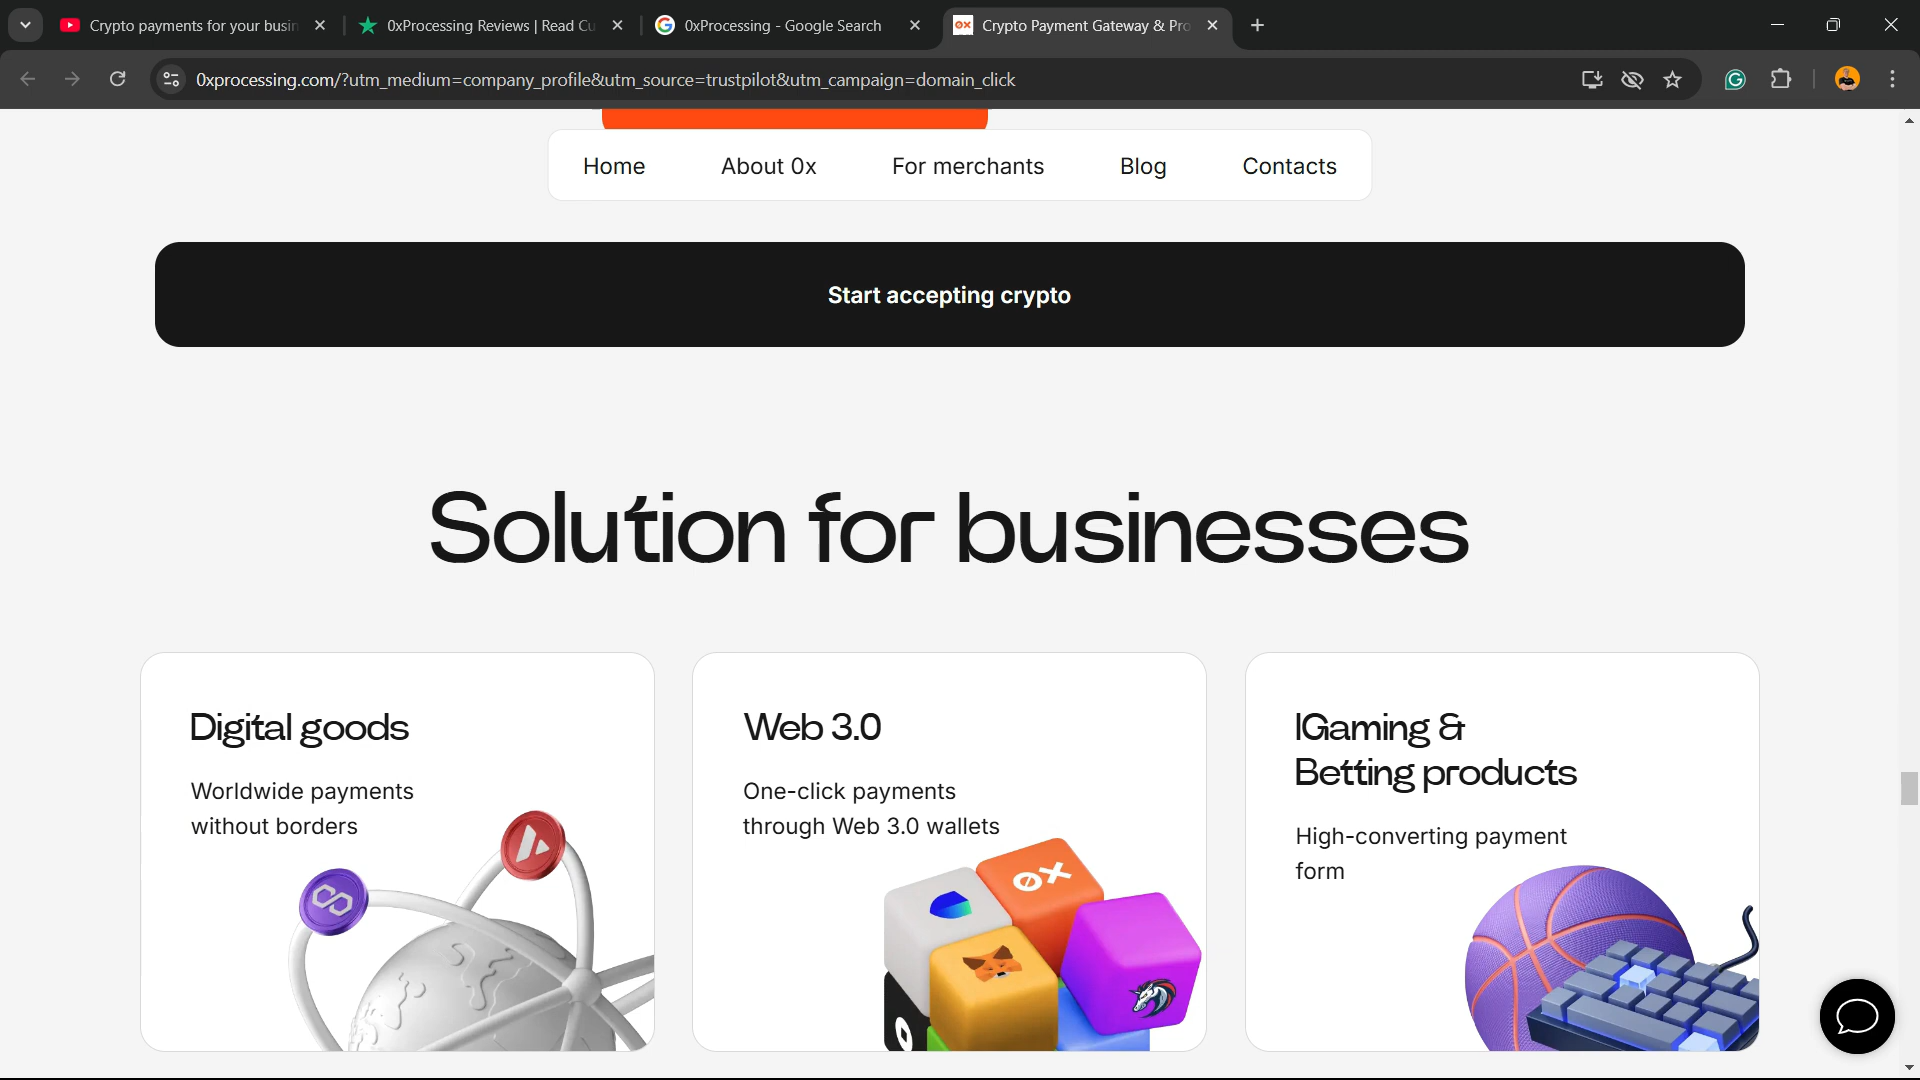 Crypto payments for your busin
0xProcessing Reviews | Read Cu
0xProcessing - Google Search
Crypto Payment Gateway & Pro
0xprocessing.com/?utm_medium=company_profile&utm_source=trustpilot&utm_campaign=domain_click
Home
About 0x
For merchants
Blog
Contacts
Start accepting crypto
Solution for businesses
Digital goods
Worldwide payments
without borders
Web 3.0
One-click payments
through Web 3.0 wallets
IGaming &
Betting products
High-converting payment
form